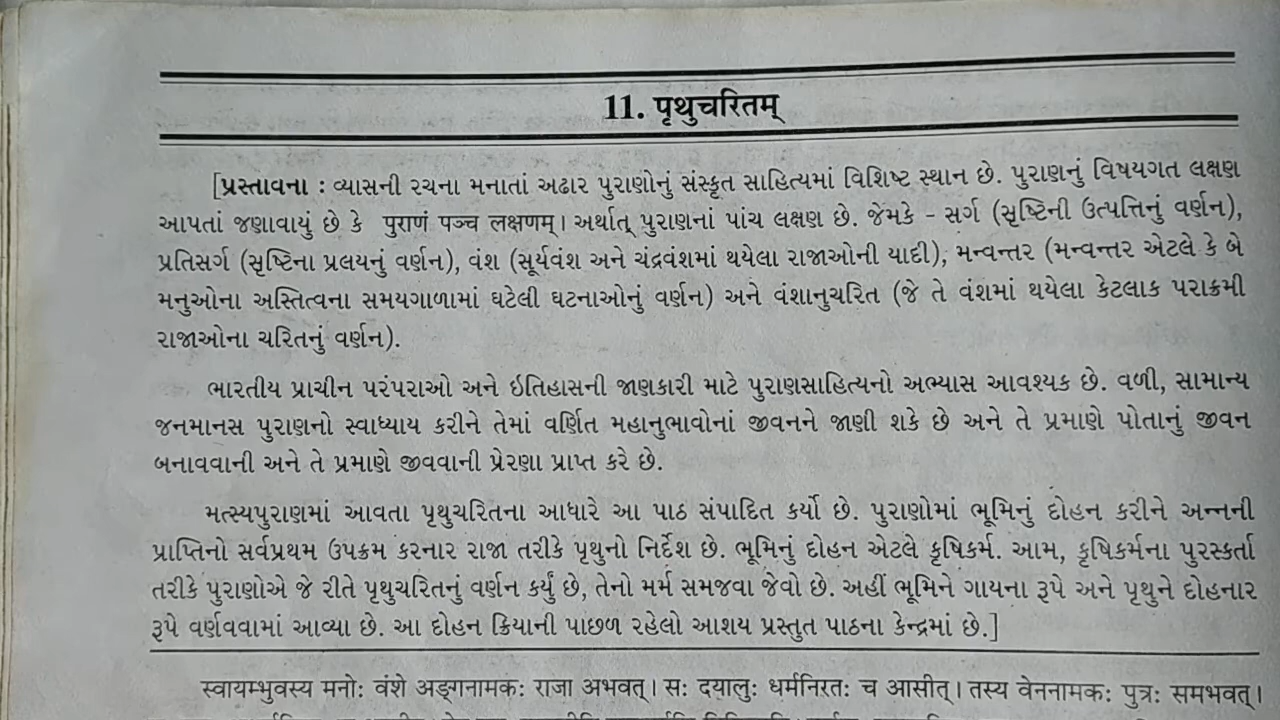 11. पृथुचरितम्
[પ્રસ્તાવના : વ્યાસની રચના મનાતાં અઢાર પુરાણોનું સંસ્કૃત સાહિત્યમાં વિશિષ્ટ સ્થાન છે. પુરાણનું વિષયગત લક્ષણ
આપતાં જણાવાયું છે કે पुराणं पञ्च लक्षणम्। અર્થાત્ પુરાણનાં પાંચ લક્ષણ છે. જેમકે - સર્ગ (સૃષ્ટિની ઉત્પત્તિનું વર્ણન),
પ્રતિસર્ગ (સૃષ્ટિના પ્રલયનું વર્ણન), વંશ (સૂર્યવંશ અને ચંદ્રવંશમાં થયેલા રાજાઓની યાદી), મન્વન્તર (મન્વન્તર એટલે કે બે
મનુઓના અસ્તિત્વના સમયગાળામાં ઘટેલી ઘટનાઓનું વર્ણન) અને વંશાનુચરિત (જે તે વંશમાં થયેલા કેટલાક પરાક્રમી
રાજાઓના ચરિતનું વર્ણન).
ભારતીય પ્રાચીન પરંપરાઓ અને ઇતિહાસની જાણકારી માટે પુરાણસાહિત્યનો અભ્યાસ આવશ્યક છે. વળી, સામાન્ય
જનમાનસ પુરાણનો સ્વાધ્યાય કરીને તેમાં વર્ણિત મહાનુભાવોનાં જીવનને જાણી શકે છે અને તે પ્રમાણે પોતાનું જીવન
બનાવવાની અને તે પ્રમાણે જીવવાની પ્રેરણા પ્રાપ્ત કરે છે.
મત્સ્યપુરાણમાં આવતા પૃથુચરિતના આધારે આ પાઠ સંપાદિત કર્યો છે. પુરાણોમાં ભૂમિનું દોહન કરીને અન્નની
પ્રાપ્તિનો સર્વપ્રથમ ઉપક્રમ કરનાર રાજા તરીકે પૃથુનો નિર્દેશ છે. ભૂમિનું દોહન એટલે કૃષિકર્મ. આમ, કૃષિકર્મના પુરસ્કર્તા
તરીકે પુરાણોએ જે રીતે પૃથુચરિતનું વર્ણન કર્યું છે, તેનો મર્મ સમજવા જેવો છે. અહીં ભૂમિને ગાયના રૂપે અને પૃથુને દોહનાર
રૂપે વર્ણવવામાં આવ્યા છે. આ દોહન ક્રિયાની પાછળ રહેલો આશય પ્રસ્તુત પાઠના કેન્દ્રમાં છે.]
स्वायम्भुवस्य मनोः वंशे अङ्गनामकः राजा अभवत्। सः दयालुः धर्मनिरतः च आसीत्। तस्य वेननामकः पुत्रः समभवत्।